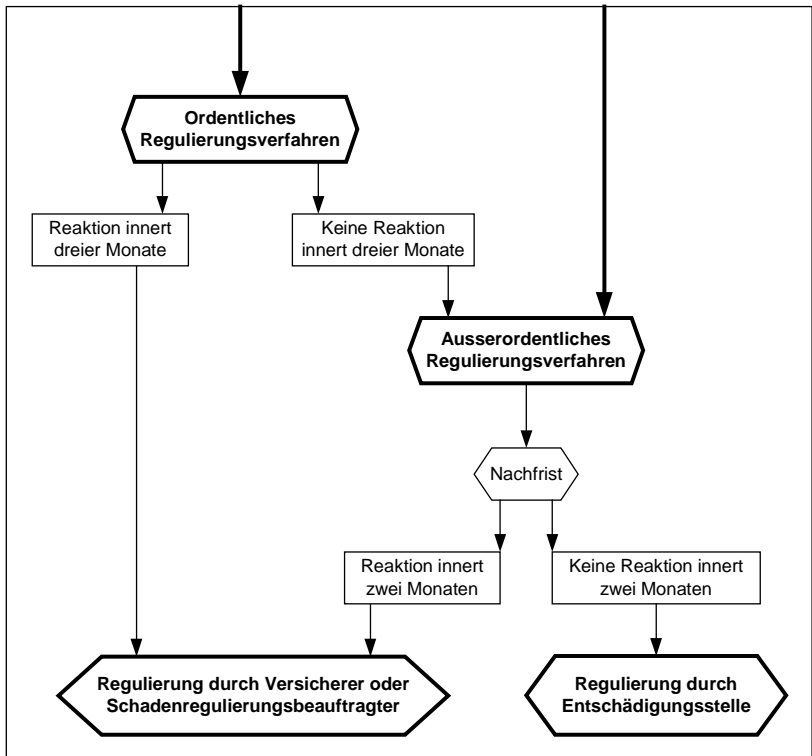 Ordentliches
Regulierungsverfahren
Reaktion innert
dreier Monate
Keine Reaktion
innert dreier Monate
Ausserordentliches
Regulierungsverfahren
Nachfrist
Reaktion innert
zwei Monaten
Keine Reaktion innert
zwei Monaten
Regulierung durch Versicherer oder
Schadenregulierungsbeauftragter
Regulierung durch
Entschädigungsstelle